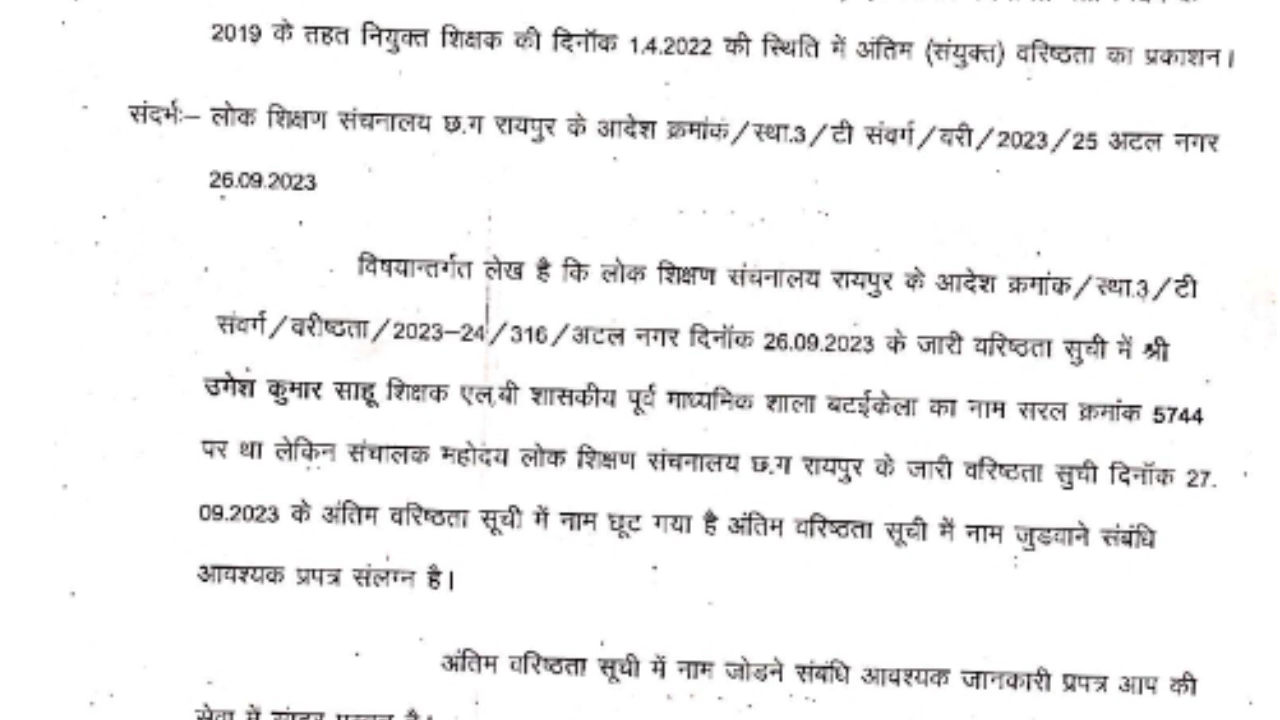 2019 के तहत नियुक्त शिक्षक की दिनॉक 1.4.2022 की स्थिति में अंतिम (संयुक्त) वरिष्ठता का प्रकाशन।
संदर्भः– लोक शिक्षण संचनालय छ.ग रायपुर के आदेश क्रमांक/स्था.3/टी संवर्ग/वरी/2023/25 अटल नगर
26.09.2023
विषयान्तर्गत लेख है कि लोक शिक्षण संचनालय रायपुर के आदेश क्रमांक/स्था.3/टी
संवर्ग/वरीष्ठता/2023–24/316/अटल नगर दिनॉक 26.09.2023 के जारी वरिष्ठता सुची में श्री
उगेश कुमार साहू शिक्षक एल.बी शासकीय पूर्व माध्यमिक शाला बटईकेला का नाम सरल क्रमांक 5744
पर था लेकिन संचालक महोदय लोक शिक्षण संचनालय छ.ग रायपुर के जारी वरिष्ठता सुची दिनॉक 27.
09.2023 के अंतिम वरिष्ठता सूची में नाम छूट गया है अंतिम वरिष्ठता सूची में नाम जुडवाने संबंधि
आवश्यक प्रपत्र संलग्न है।
अंतिम वरिष्ठता सूची में नाम जोडने संबंधि आवश्यक जानकारी प्रपत्र आप की
सेवा में सादर